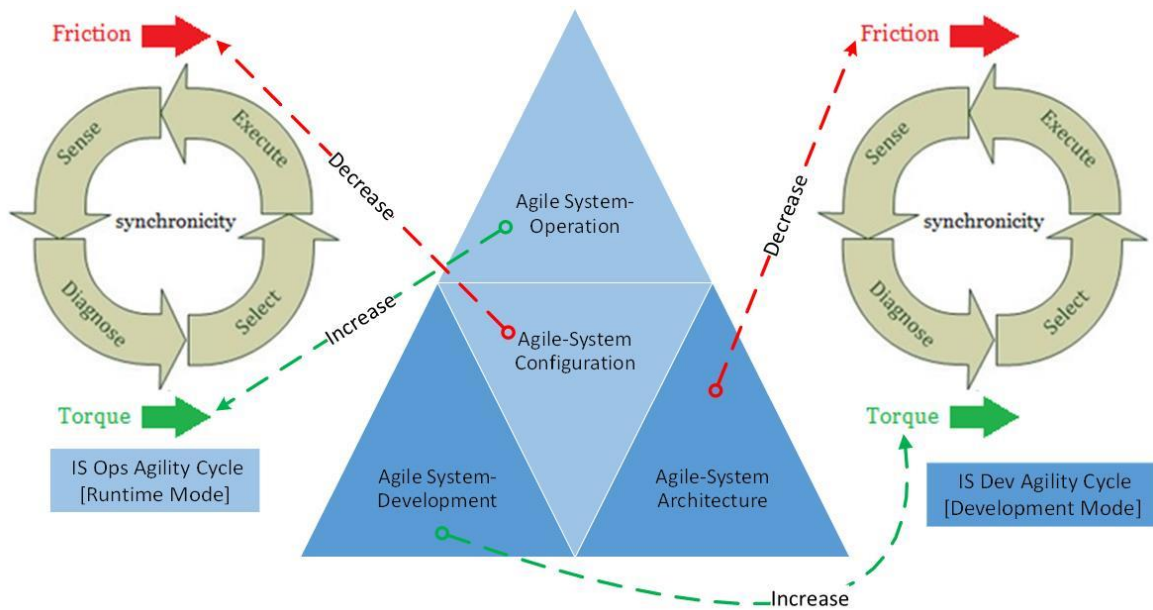 Friction
Sense
Execute
synchronicity
Diagnose
Select
Torque
IS Ops Agility Cycle
[Runtime Mode]
Decrease
Increase
Agile System-
Operation
Agile-System
Configuration
Agile System-
Development
Agile-System
Architecture
Decrease
Increase
Friction
Sense
Execute
synchronicity
Diagnose
Select
Torque
IS Dev Agility Cycle
[Development Mode]